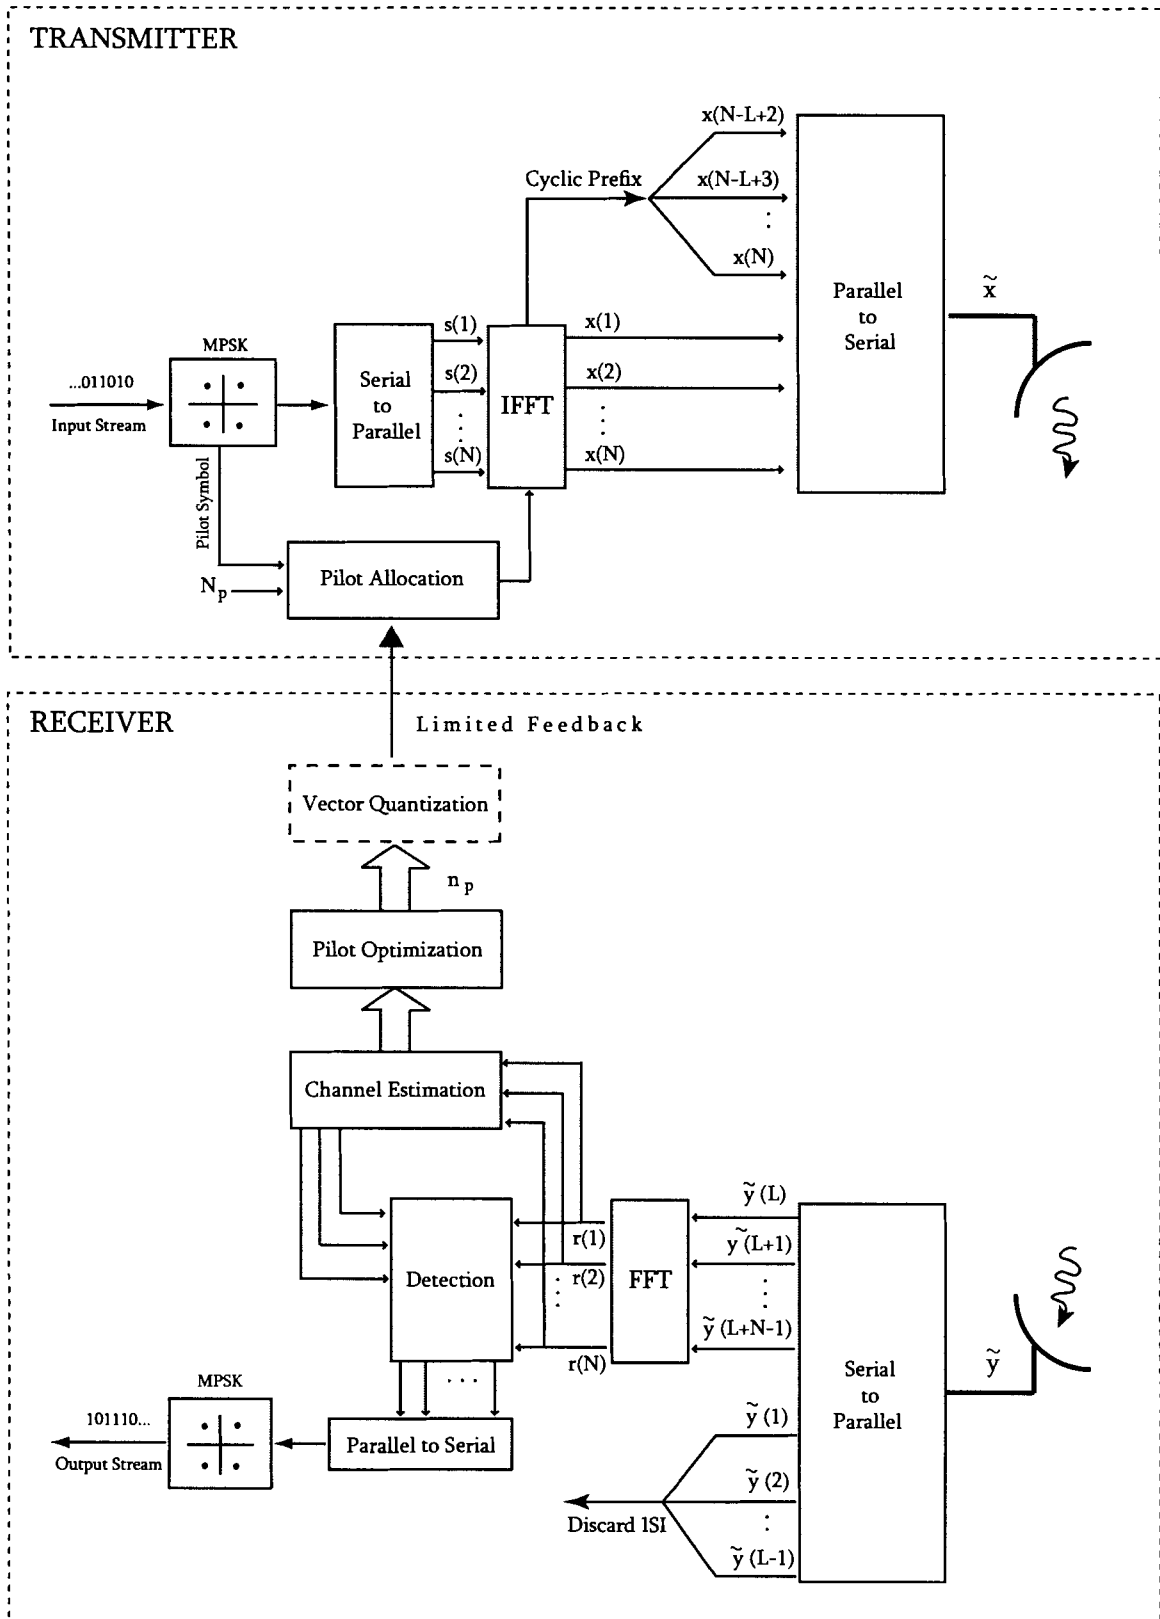 TRANSMITTER
x(N-L+2)
Cyclic Prefix
x(N-L+3)
⋮
x(N)
Parallel
to
Serial
x̃
MPSK
...011010
Input Stream
Serial
to
Parallel
s(1)
s(2)
⋮
s(N)
IFFT
x(1)
x(2)
⋮
x(N)
Pilot Symbol
N_p
Pilot Allocation
RECEIVER
Limited Feedback
Vector Quantization
n_p
Pilot Optimization
Channel Estimation
Detection
r(1)
r(2)
⋮
r(N)
FFT
ỹ(L)
ỹ(L+1)
⋮
ỹ(L+N-1)
Serial
to
Parallel
ỹ
ỹ(1)
ỹ(2)
⋮
ỹ(L-1)
Discard ISI
...
MPSK
101110...
Output Stream
Parallel to Serial